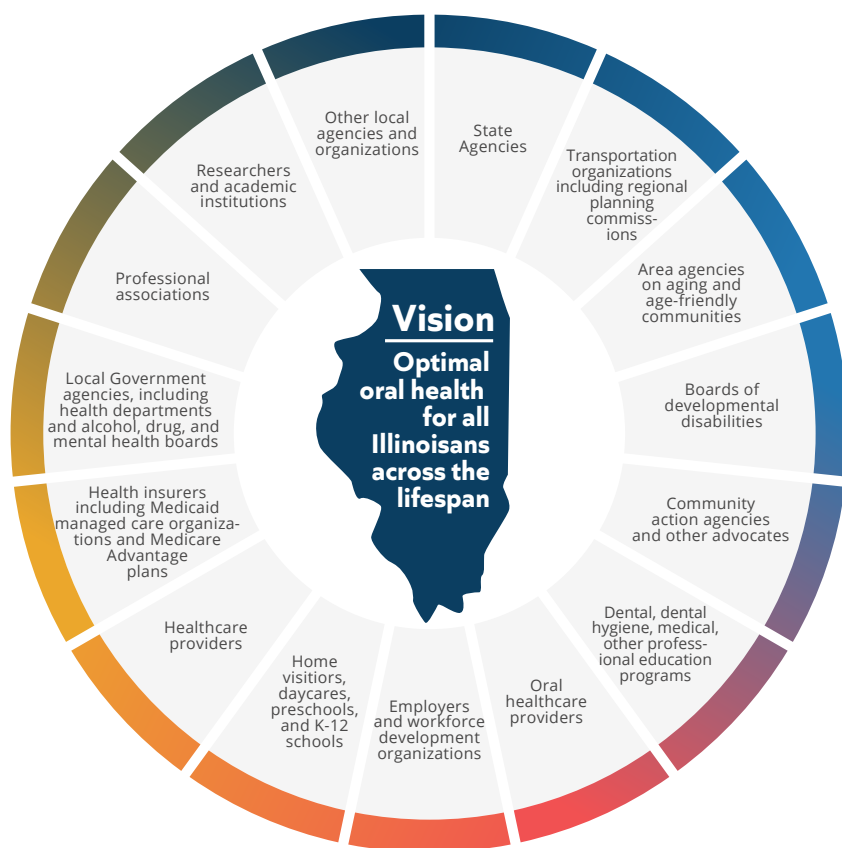 Vision
Optimal
oral health
for all
Illinoisans
across the
lifespan
State
Agencies
Transportation
organizations
including regional
planning
commiss-
ions
Area agencies
on aging and
age-friendly
communities
Boards of
developmental
disabilities
Community
action agencies
and other advocates
Dental, dental
hygiene, medical,
other profess-
ional education
programs
Oral
healthcare
providers
Employers
and workforce
development
organizations
Home
visitiors,
daycares,
preschools,
and K-12
schools
Healthcare
providers
Health insurers
including Medicaid
managed care organiza-
tions and Medicare
Advantage
plans
Local Government
agencies, including
health departments
and alcohol, drug, and
mental health boards
Professional
associations
Researchers
and academic
institutions
Other local
agencies and
organizations